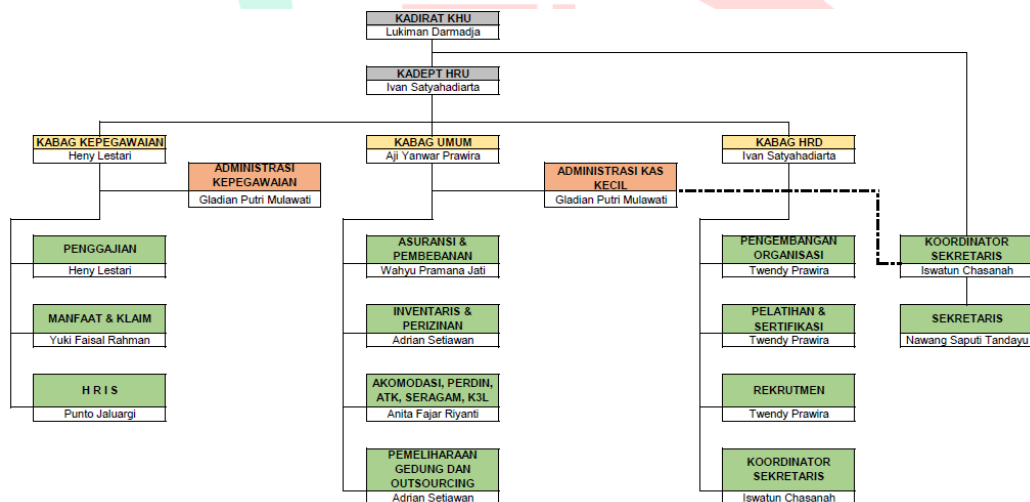 KADIRAT KHU
Lukiman Darmadja
KADEPT HRU
Ivan Satyahadiarta
KABAG KEPEGAWAIAN
Heny Lestari
KABAG UMUM
Aji Yanwar Prawira
KABAG HRD
Ivan Satyahadiarta
ADMINISTRASI
KEPEGAWAIAN
Gladian Putri Mulawati
ADMINISTRASI KAS
KECIL
Gladian Putri Mulawati
PENGGAJIAN
Heny Lestari
ASURANSI &
PEMBEBANAN
Wahyu Pramana Jati
PENGEMBANGAN
ORGANISASI
Twendy Prawira
KOORDINATOR
SEKRETARIS
Iswatun Chasanah
MANFAAT & KLAIM
Yuki Faisal Rahman
INVENTARIS &
PERIZINAN
Adrian Setiawan
PELATIHAN &
SERTIFIKASI
Twendy Prawira
SEKRETARIS
Nawang Saputi Tandayu
H R I S
Punto Jaluargi
AKOMODASI, PERDIN,
ATK, SERAGAM, K3L
Anita Fajar Riyanti
REKRUTMEN
Twendy Prawira
PEMELIHARAAN
GEDUNG DAN
OUTSOURCING
Adrian Setiawan
KOORDINATOR
SEKRETARIS
Iswatun Chasanah